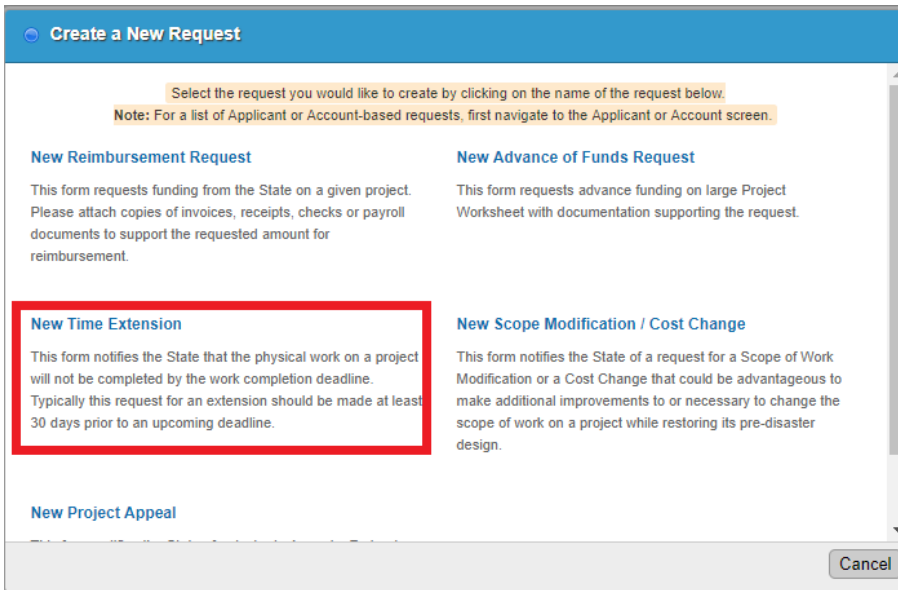 Create a New Request
Select the request you would like to create by clicking on the name of the request below.
Note: For a list of Applicant or Account-based requests, first navigate to the Applicant or Account screen.
New Reimbursement Request
This form requests funding from the State on a given project.
Please attach copies of invoices, receipts, checks or payroll
documents to support the requested amount for
reimbursement.
New Advance of Funds Request
This form requests advance funding on large Project
Worksheet with documentation supporting the request.
New Time Extension
This form notifies the State that the physical work on a project
will not be completed by the work completion deadline.
Typically this request for an extension should be made at least
30 days prior to an upcoming deadline.
New Scope Modification / Cost Change
This form notifies the State of a request for a Scope of Work
Modification or a Cost Change that could be advantageous to
make additional improvements to or necessary to change the
scope of work on a project while restoring its pre-disaster
design.
New Project Appeal
Cancel